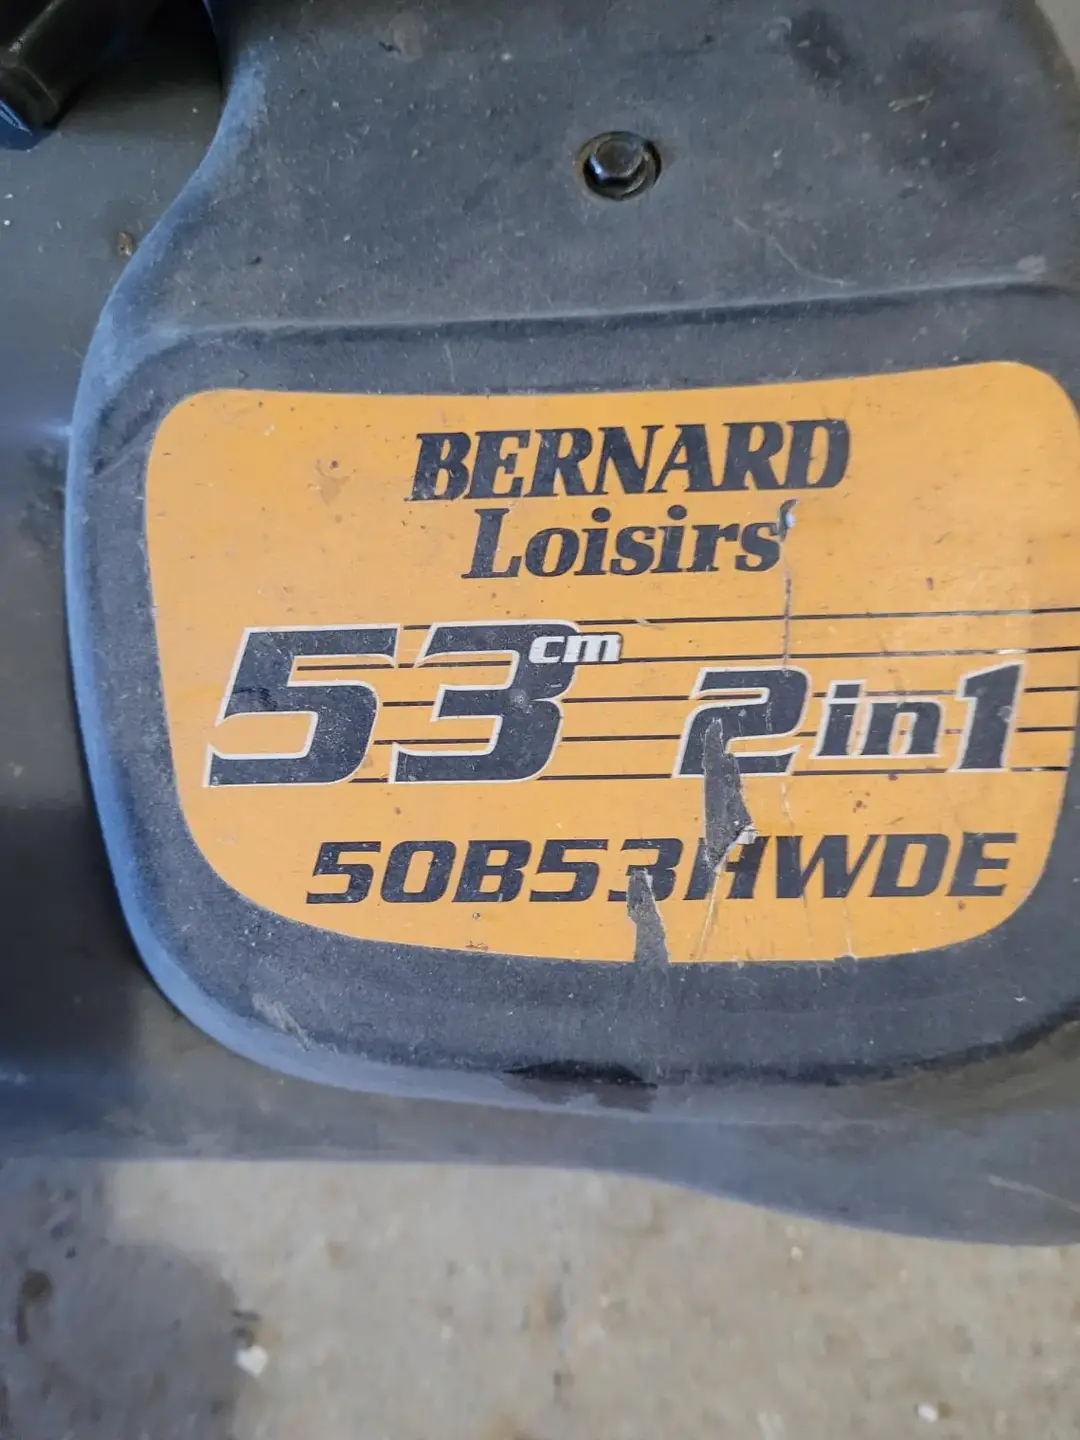 BERNARD
Loisirs
53cm 2in1
50B53HWDE